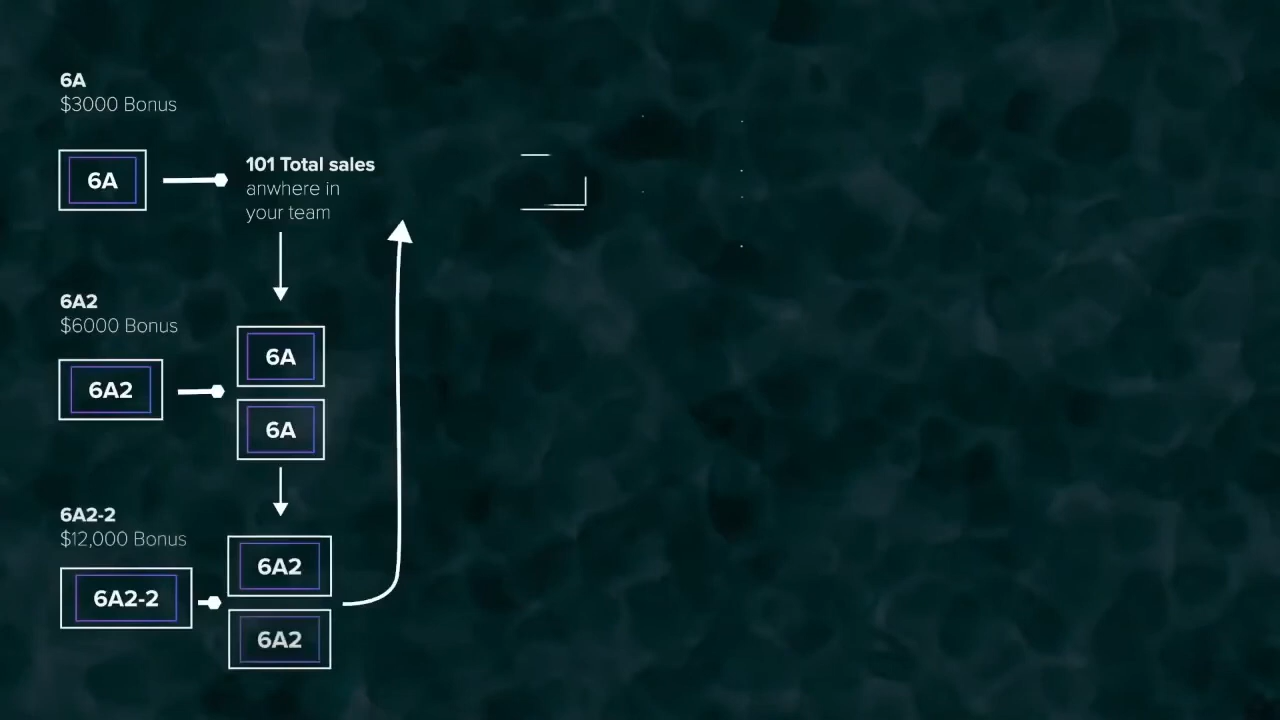 6A
$3000 Bonus
6A
101 Total sales
anwhere in
your team
6A2
$6000 Bonus
6A2
6A
6A
6A2-2
$12,000 Bonus
6A2-2
6A2
6A2